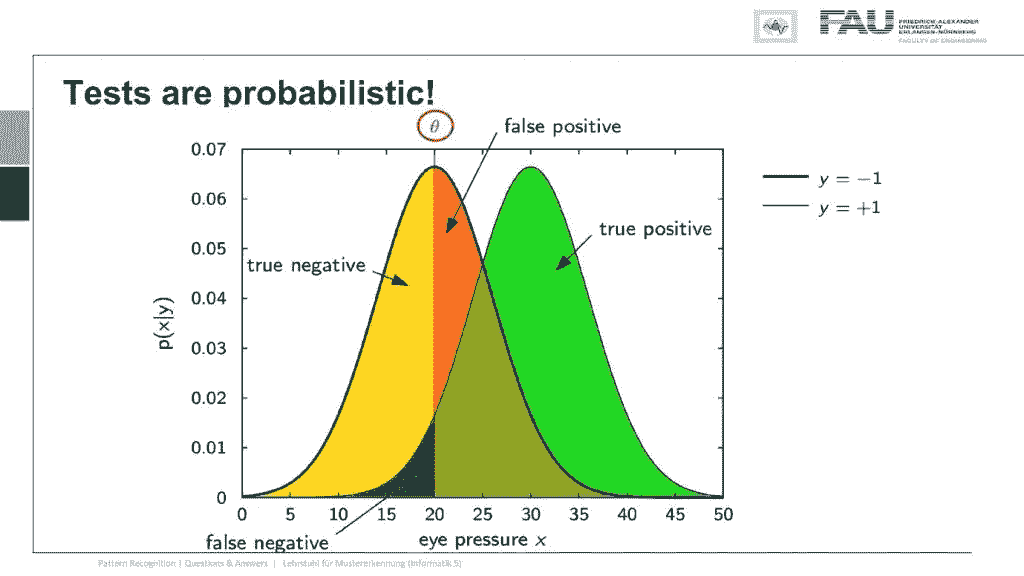 FAU FRIEDRICH-ALEXANDER
UNIVERSITÄT
ERLANGEN-NÜRNBERG
FACULTY OF ENGINEERING
Tests are probabilistic!
θ
false positive
0.07
0.06
0.05
0.04
0.03
0.02
0.01
0
p(x|y)
true negative
true positive
y = −1
y = +1
0 5 10 15 20 25 30 35 40 45 50
false negative
eye pressure x
Pattern Recognition | Questions & Answers | Lehrstuhl für Mustererkennung (Informatik 5)